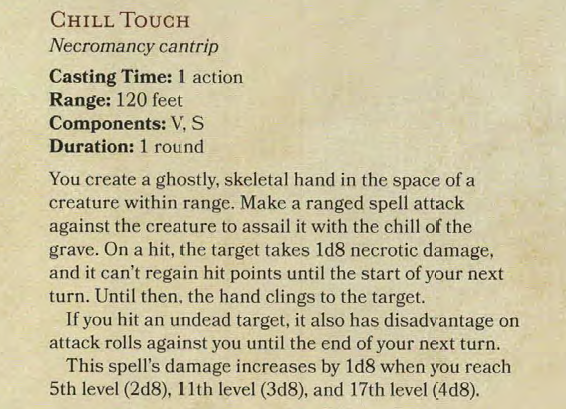 CHILL TOUCH
Necromancy cantrip
Casting Time: 1 action
Range: 120 feet
Components: V, S
Duration: 1 round
You create a ghostly, skeletal hand in the space of a
creature within range. Make a ranged spell attack
against the creature to assail it with the chill of the
grave. On a hit, the target takes 1d8 necrotic damage,
and it can't regain hit points until the start of your next
turn. Until then, the hand clings to the target.
If you hit an undead target, it also has disadvantage on
attack rolls against you until the end of your next turn.
This spell's damage increases by 1d8 when you reach
5th level (2d8), 11th level (3d8), and 17th level (4d8).